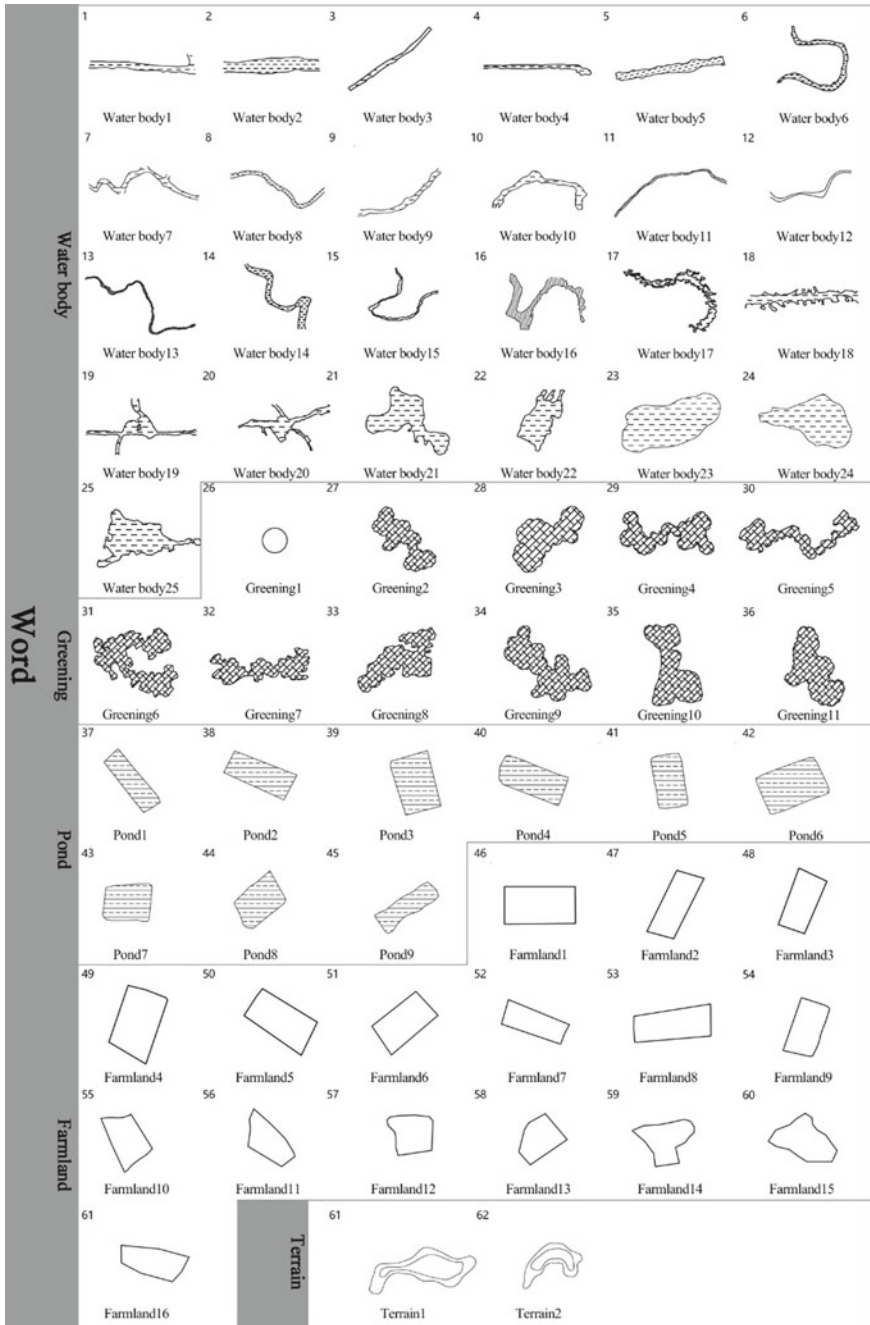 Word
Water body
1 2 3 4 5 6
Water body1 Water body2 Water body3 Water body4 Water body5 Water body6
7 8 9 10 11 12
Water body7 Water body8 Water body9 Water body10 Water body11 Water body12
13 14 15 16 17 18
Water body13 Water body14 Water body15 Water body16 Water body17 Water body18
19 20 21 22 23 24
Water body19 Water body20 Water body21 Water body22 Water body23 Water body24
25 26 27 28 29 30
Water body25 Greening1 Greening2 Greening3 Greening4 Greening5
Greening
31 32 33 34 35 36
Greening6 Greening7 Greening8 Greening9 Greening10 Greening11
Pond
37 38 39 40 41 42
Pond1 Pond2 Pond3 Pond4 Pond5 Pond6
43 44 45 46 47 48
Pond7 Pond8 Pond9 Farmland1 Farmland2 Farmland3
Farmland
49 50 51 52 53 54
Farmland4 Farmland5 Farmland6 Farmland7 Farmland8 Farmland9
55 56 57 58 59 60
Farmland10 Farmland11 Farmland12 Farmland13 Farmland14 Farmland15
61 61 62
Terrain
Farmland16 Terrain1 Terrain2